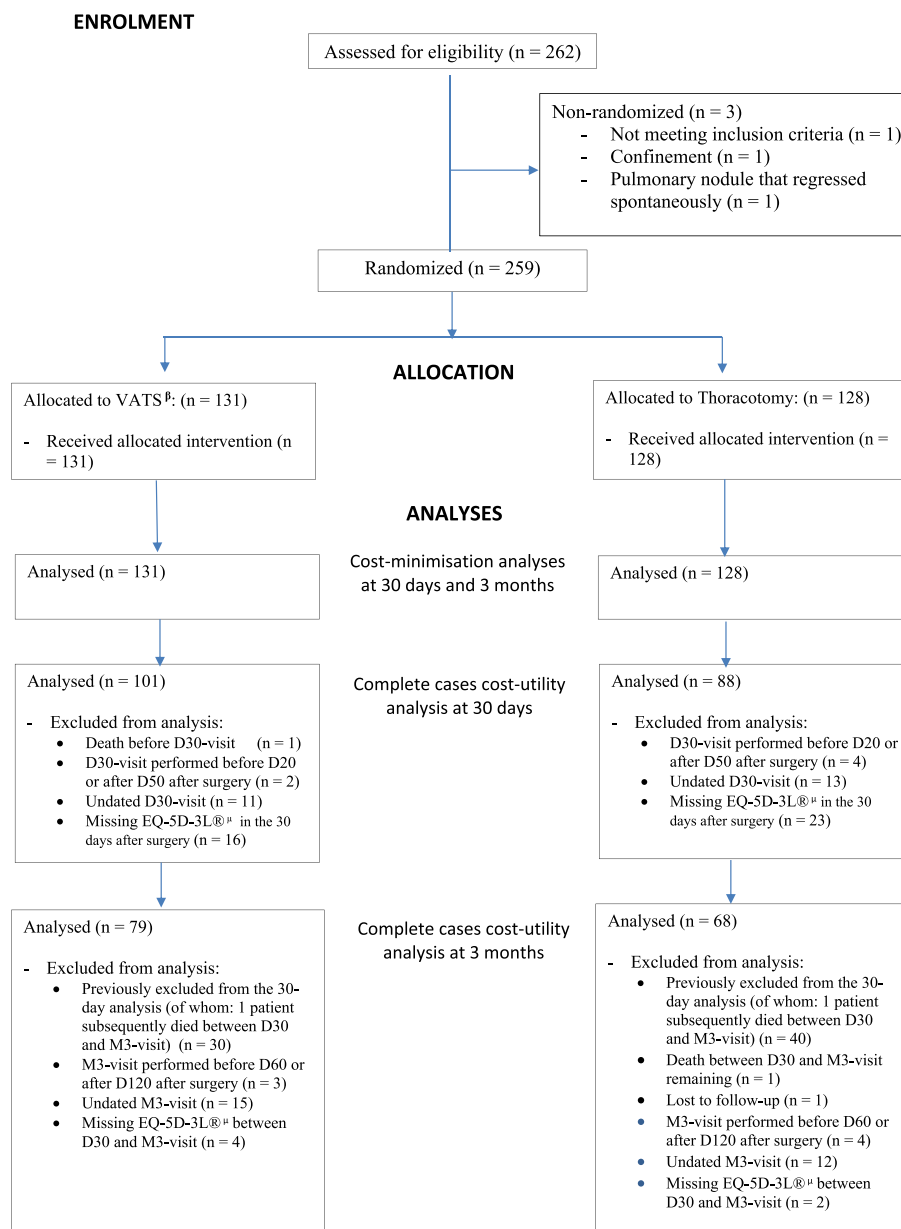 ENROLMENT
Assessed for eligibility (n = 262)
Non-randomized (n = 3)
- Not meeting inclusion criteria (n = 1)
- Confinement (n = 1)
- Pulmonary nodule that regressed
spontaneously (n = 1)
Randomized (n = 259)
ALLOCATION
Allocated to VATS β: (n = 131)
- Received allocated intervention (n
= 131)
Allocated to Thoracotomy: (n = 128)
- Received allocated intervention (n =
128)
ANALYSES
Analysed (n = 131)
Cost-minimisation analyses
at 30 days and 3 months
Analysed (n = 128)
Analysed (n = 101)
- Excluded from analysis:
• Death before D30-visit (n = 1)
• D30-visit performed before D20
or after D50 after surgery (n = 2)
• Undated D30-visit (n = 11)
• Missing EQ-5D-3L® μ in the 30
days after surgery (n = 16)
Complete cases cost-utility
analysis at 30 days
Analysed (n = 88)
- Excluded from analysis:
• D30-visit performed before D20 or
after D50 after surgery (n = 4)
• Undated D30-visit (n = 13)
• Missing EQ-5D-3L® μ in the 30
days after surgery (n = 23)
Analysed (n = 79)
- Excluded from analysis:
• Previously excluded from the 30-
day analysis (of whom: 1 patient
subsequently died between D30
and M3-visit) (n = 30)
• M3-visit performed before D60 or
after D120 after surgery (n = 3)
• Undated M3-visit (n = 15)
• Missing EQ-5D-3L® μ between
D30 and M3-visit (n = 4)
Complete cases cost-utility
analysis at 3 months
Analysed (n = 68)
- Excluded from analysis:
• Previously excluded from the 30-
day analysis (of whom: 1 patient
subsequently died between D30
and M3-visit) (n = 40)
• Death between D30 and M3-visit
remaining (n = 1)
• Lost to follow-up (n = 1)
• M3-visit performed before D60 or
after D120 after surgery (n = 4)
• Undated M3-visit (n = 12)
• Missing EQ-5D-3L® μ between
D30 and M3-visit (n = 2)